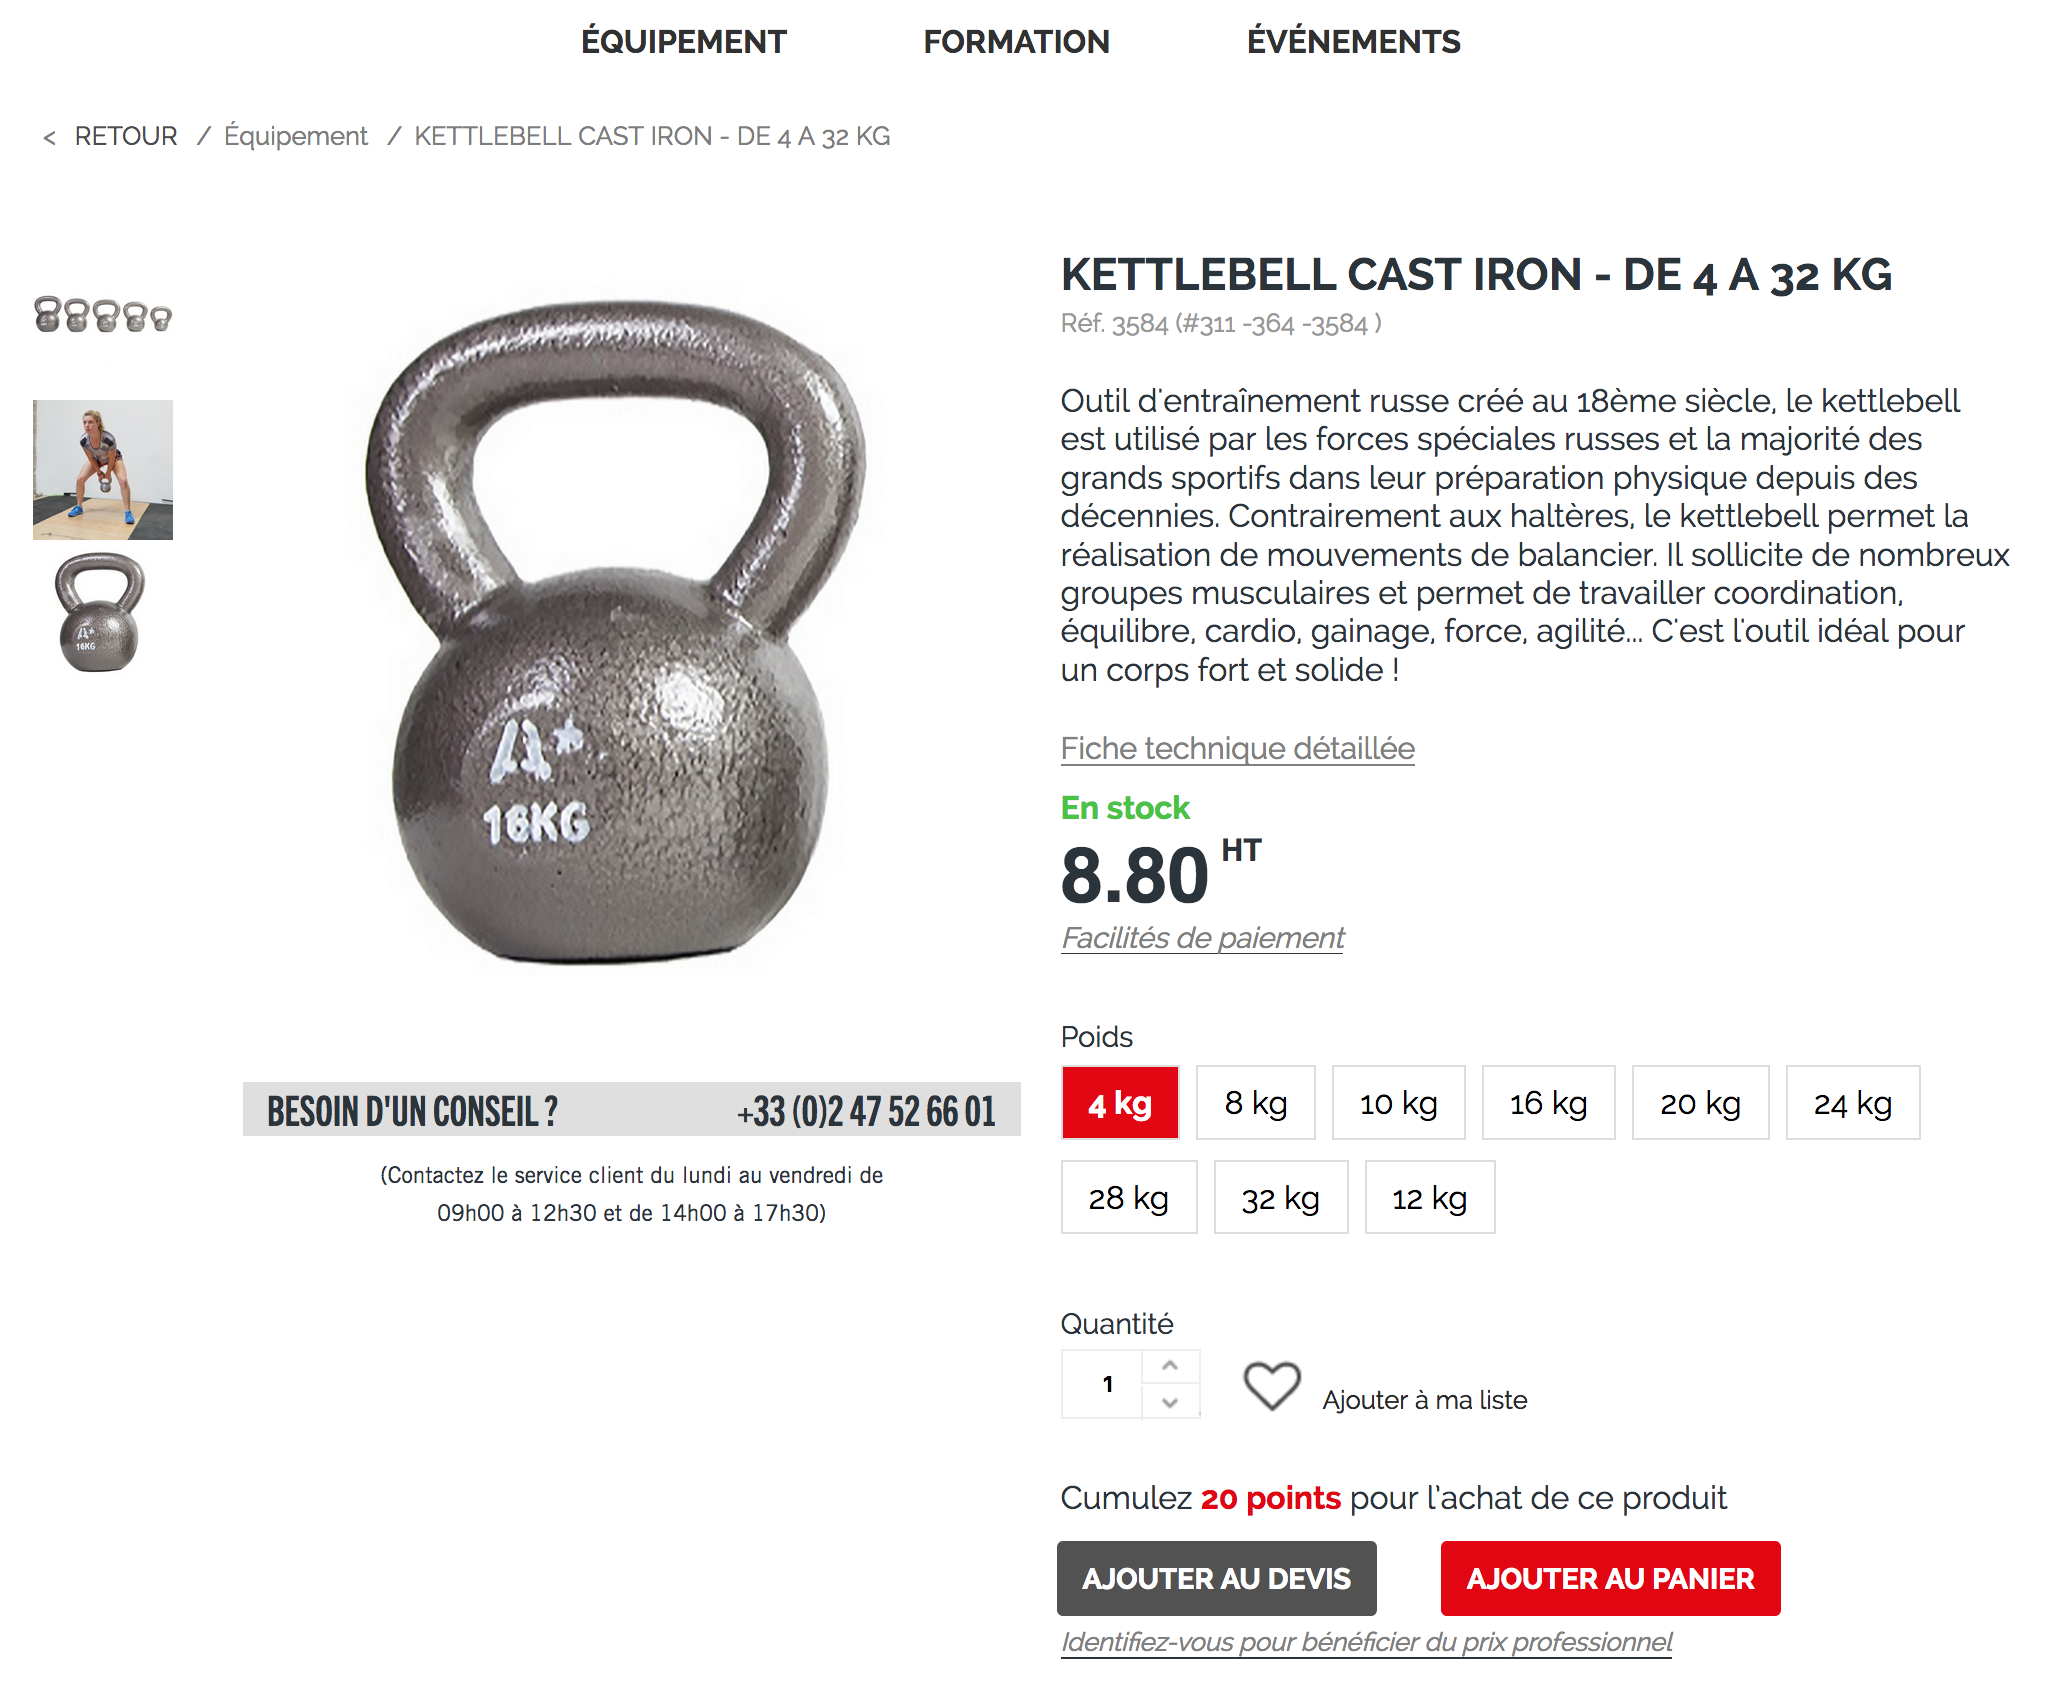 ÉQUIPEMENT FORMATION ÉVÉNEMENTS
< RETOUR / Équipement / KETTLEBELL CAST IRON - DE 4 A 32 KG
KETTLEBELL CAST IRON - DE 4 A 32 KG
Réf. 3584 (#311 -364 -3584 )
Outil d'entraînement russe créé au 18ème siècle, le kettlebell
est utilisé par les forces spéciales russes et la majorité des
grands sportifs dans leur préparation physique depuis des
décennies. Contrairement aux haltères, le kettlebell permet la
réalisation de mouvements de balancier. Il sollicite de nombreux
groupes musculaires et permet de travailler coordination,
équilibre, cardio, gainage, force, agilité... C'est l'outil idéal pour
un corps fort et solide !
16KG
16KG
Fiche technique détaillée
En stock
8.80 HT
Facilités de paiement
BESOIN D'UN CONSEIL ? +33 (0)2 47 52 66 01
(Contactez le service client du lundi au vendredi de
09h00 à 12h30 et de 14h00 à 17h30)
Poids
4 kg 8 kg 10 kg 16 kg 20 kg 24 kg
28 kg 32 kg 12 kg
Quantité
1
Ajouter à ma liste
Cumulez 20 points pour l'achat de ce produit
AJOUTER AU DEVIS AJOUTER AU PANIER
Identifiez-vous pour bénéficier du prix professionnel